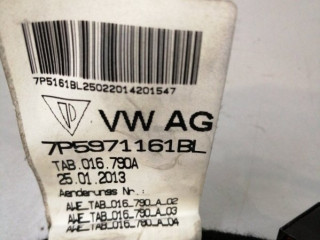 7P5161BL25022014201547
VW AG
7P5971161BL
TAB.016.790A
25.01.2013
Aenderungs Nr.:
AWE_TAB_016_790_A_02
AWE_TAB_016_790_A_03
AWE_TAB_016_790_A_04